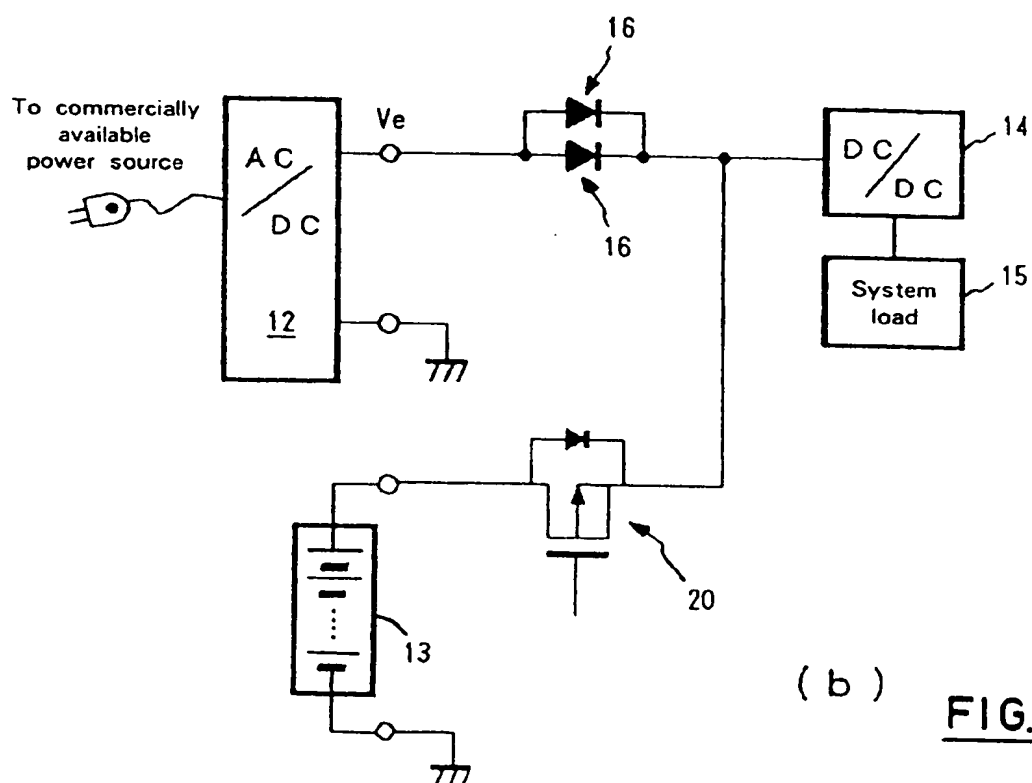 16
To commercially
available
power source
Ve
AC
/
DC
12
16
DC
/
DC
14
System
load
15
20
13
(b)
FIG.